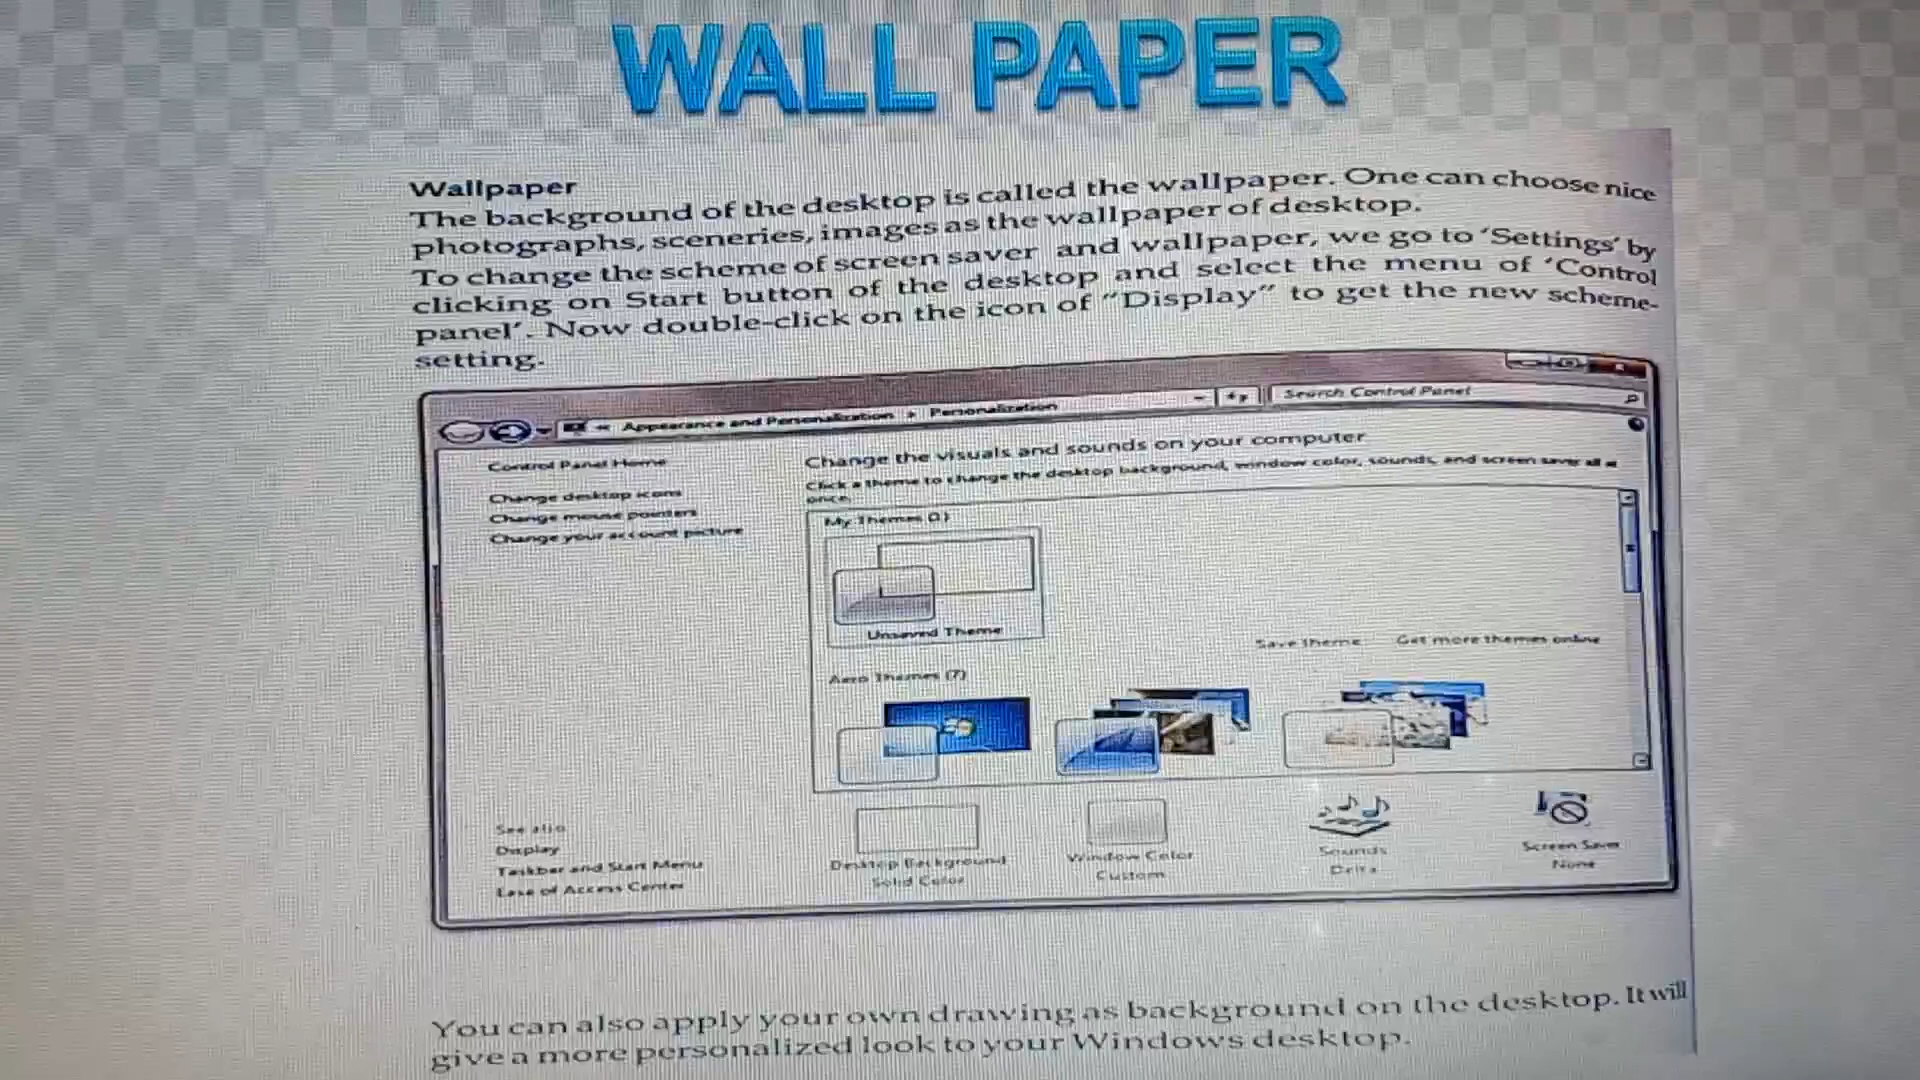 WALL PAPER
Wallpaper
The background of the desktop is called the wallpaper. One can choose nice
photographs, sceneries, images as the wallpaper of desktop.
To change the scheme of screen saver and wallpaper, we go to 'Settings' by
clicking on Start button of the desktop and select the menu of 'Control
panel'. Now double-click on the icon of "Display" to get the new scheme-
setting.
Appearance and Personalization Personalization
Search Control Panel
Control Panel Home
Change desktop icons
Change mouse pointers
Change your account picture
Change the visuals and sounds on your computer
Click a theme to change the desktop background, window color, sounds, and screen saver all at
once.
My Themes (1)
Unsaved Theme
Save theme
Get more themes online
Aero Themes (7)
See also
Display
Taskbar and Start Menu
Ease of Access Center
Desktop Background
Solid Color
Window Color
Custom
Sounds
Delta
Screen Saver
None
You can also apply your own drawing as background on the desktop. It will
give a more personalized look to your Windows desktop.